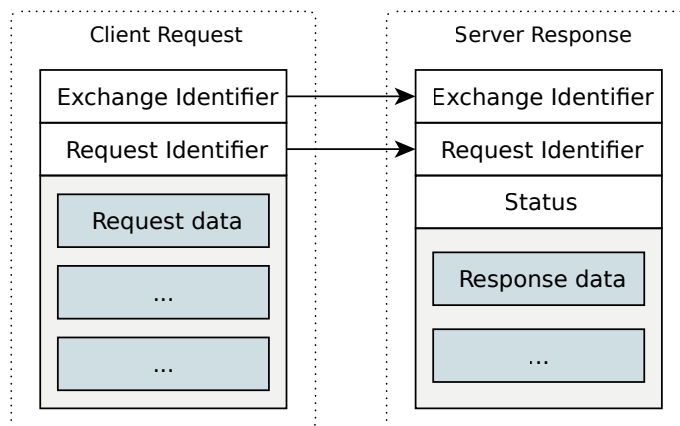 Client Request
Exchange Identifier
Request Identifier
Request data
...
...
Server Response
Exchange Identifier
Request Identifier
Status
Response data
...